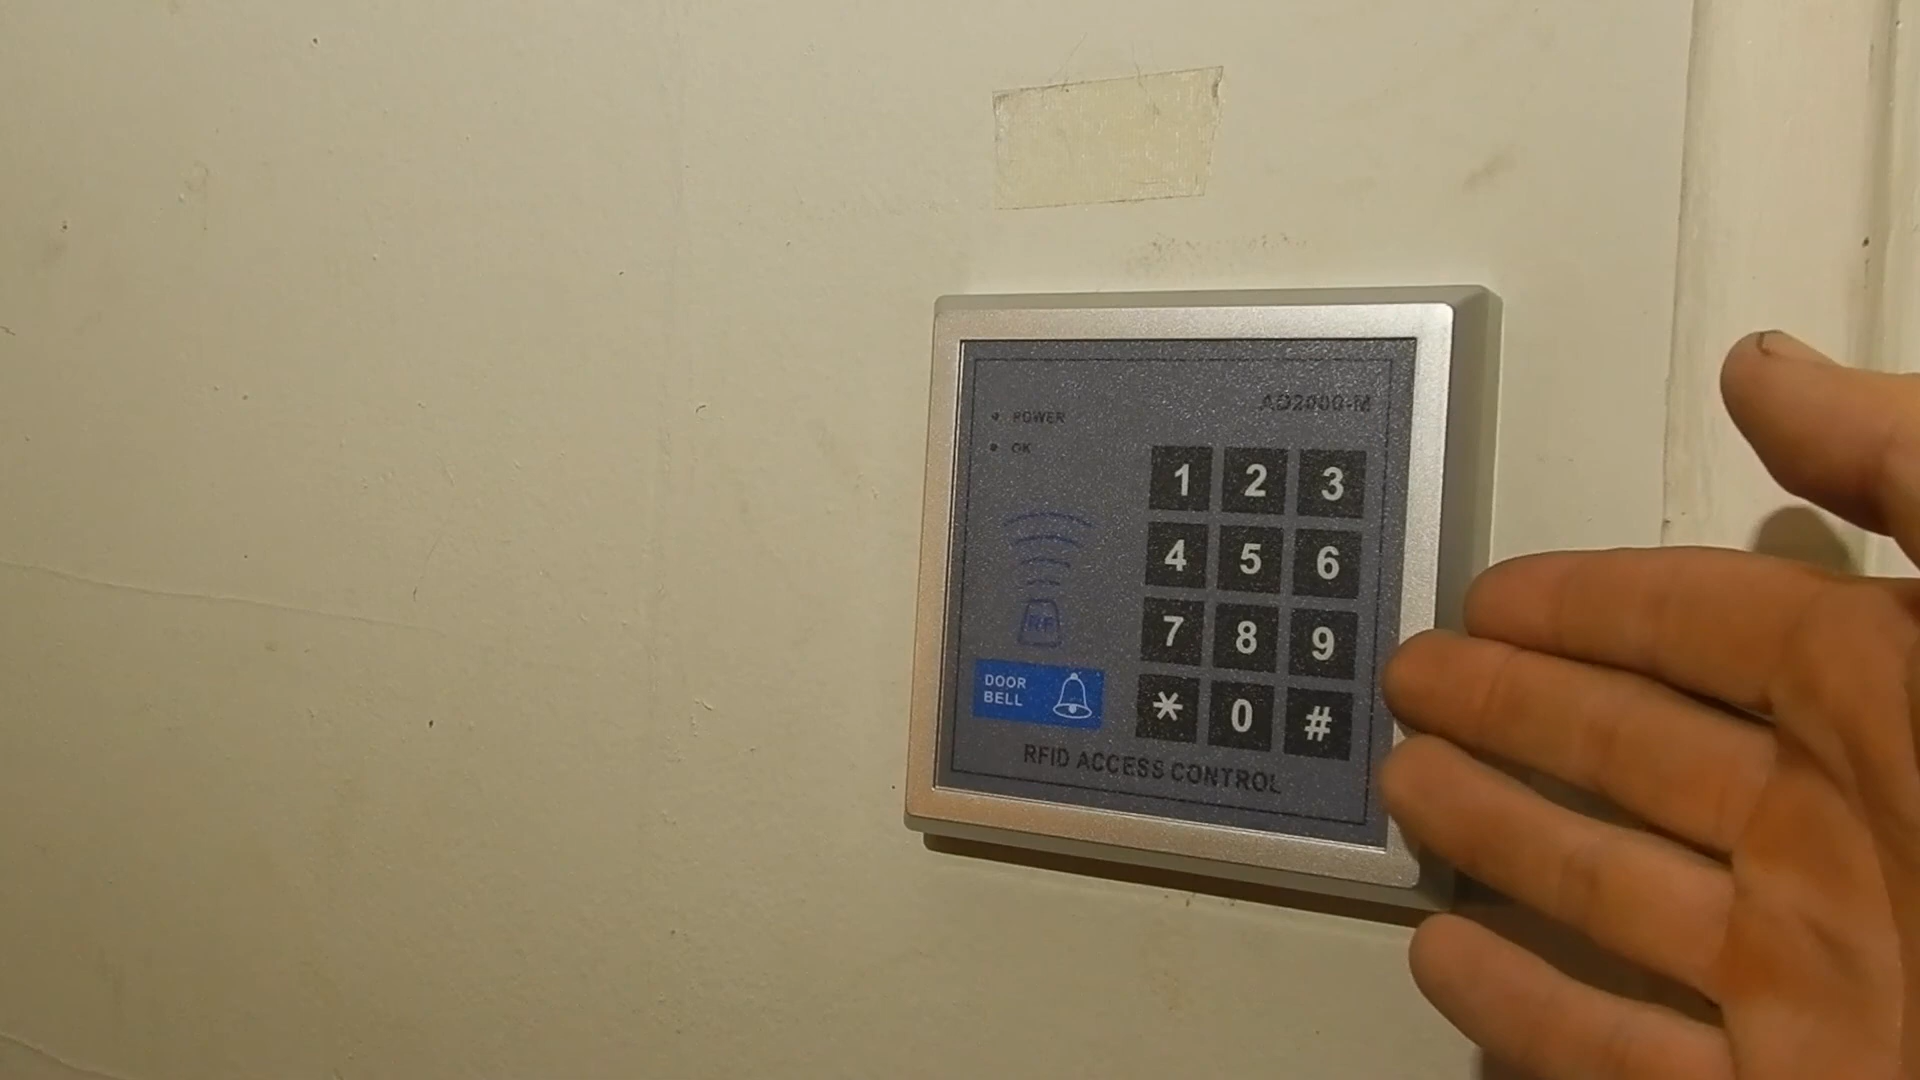 AD2000-M
POWER
OK
1 2 3
4 5 6
7 8 9
* 0 #
RF
DOOR
BELL
RFID ACCESS CONTROL